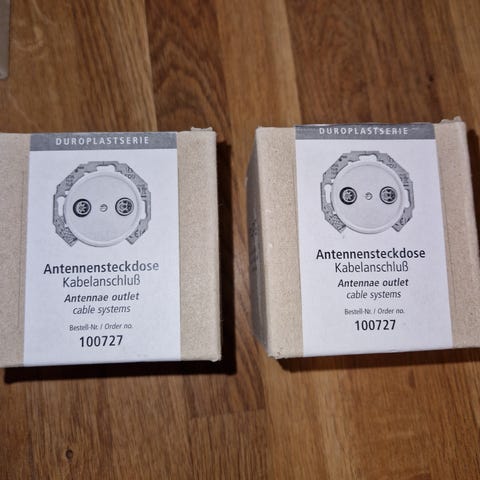 DUROPLASTSERIE
Antennensteckdose
Kabelanschluß
Antennae outlet
cable systems
Bestell-Nr. / Order no.
100727
DUROPLASTSERIE
Antennensteckdose
Kabelanschluß
Antennae outlet
cable systems
Bestell-Nr. / Order no.
100727